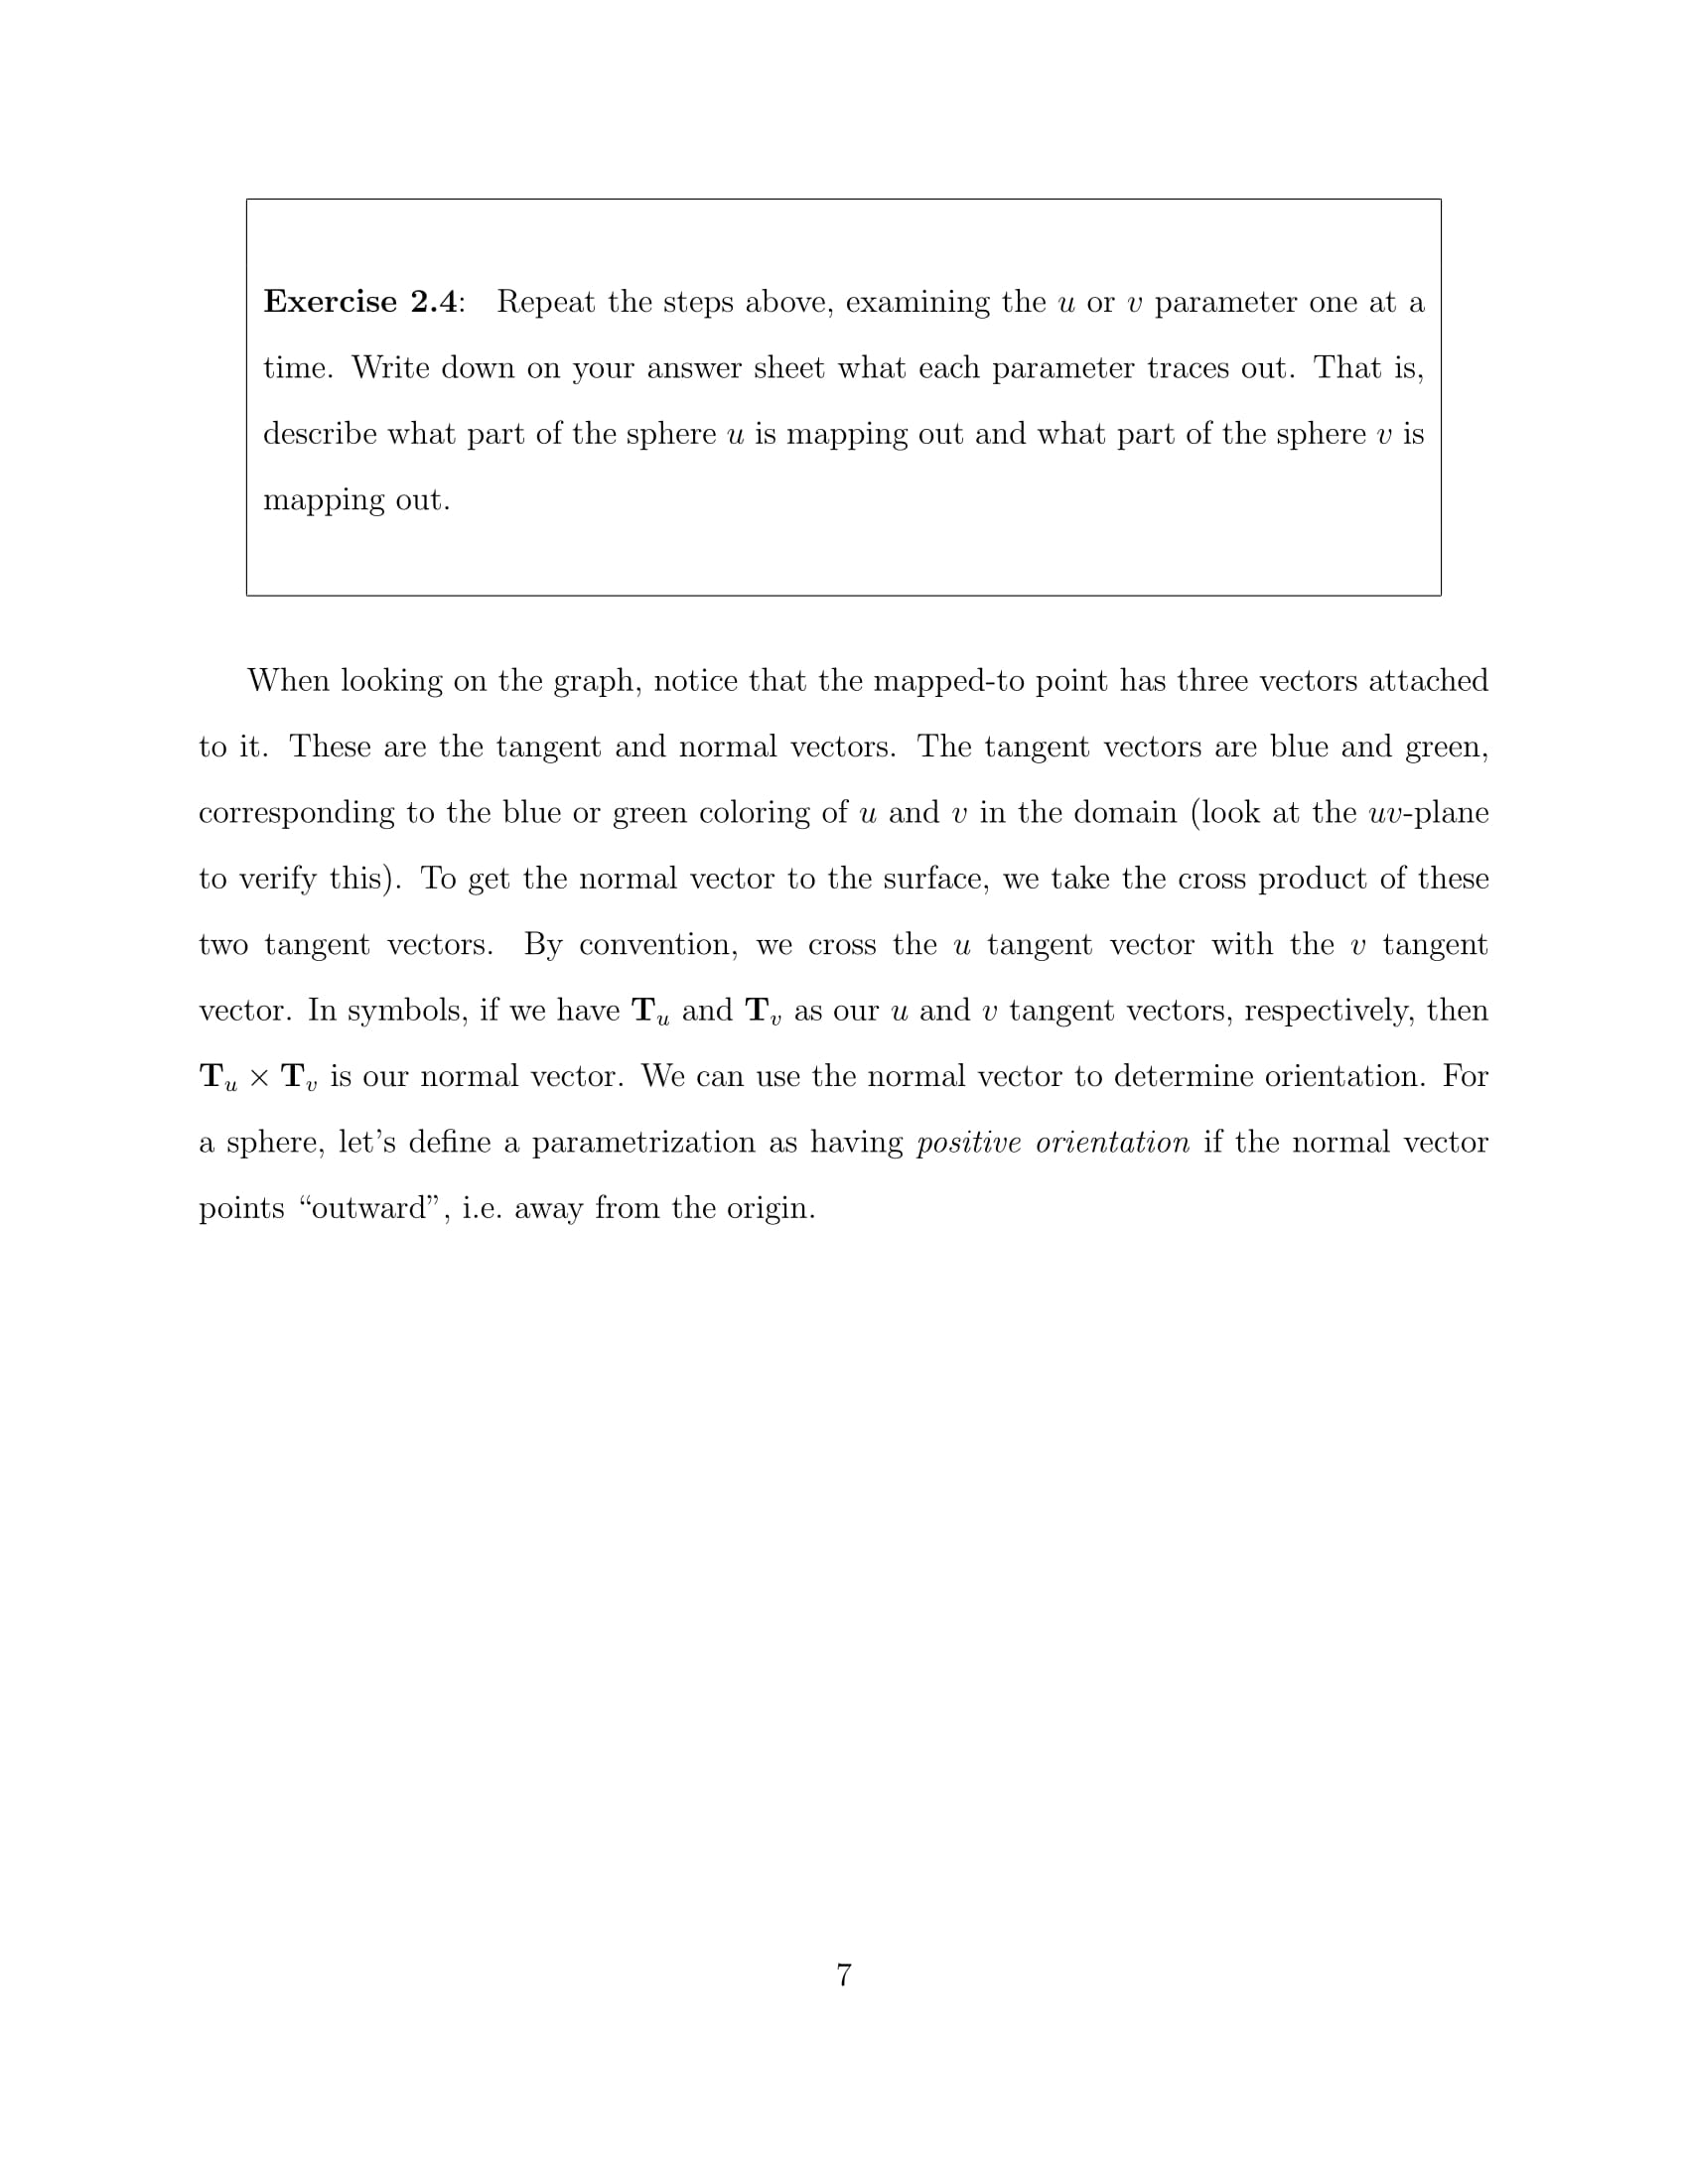 Exercise 2.4: Repeat the steps above, examining the u or v parameter one at a
time. Write down on your answer sheet what each parameter traces out. That is,
describe what part of the sphere u is mapping out and what part of the sphere v is
mapping out.
When looking on the graph, notice that the mapped-to point has three vectors attached
to it. These are the tangent and normal vectors. The tangent vectors are blue and green,
corresponding to the blue or green coloring of u and v in the domain (look at the uv-plane
to verify this). To get the normal vector to the surface, we take the cross product of these
two tangent vectors. By convention, we cross the u tangent vector with the v tangent
vector. In symbols, if we have T_u and T_v as our u and v tangent vectors, respectively, then
T_u × T_v is our normal vector. We can use the normal vector to determine orientation. For
a sphere, let’s define a parametrization as having positive orientation if the normal vector
points “outward”, i.e. away from the origin.
7